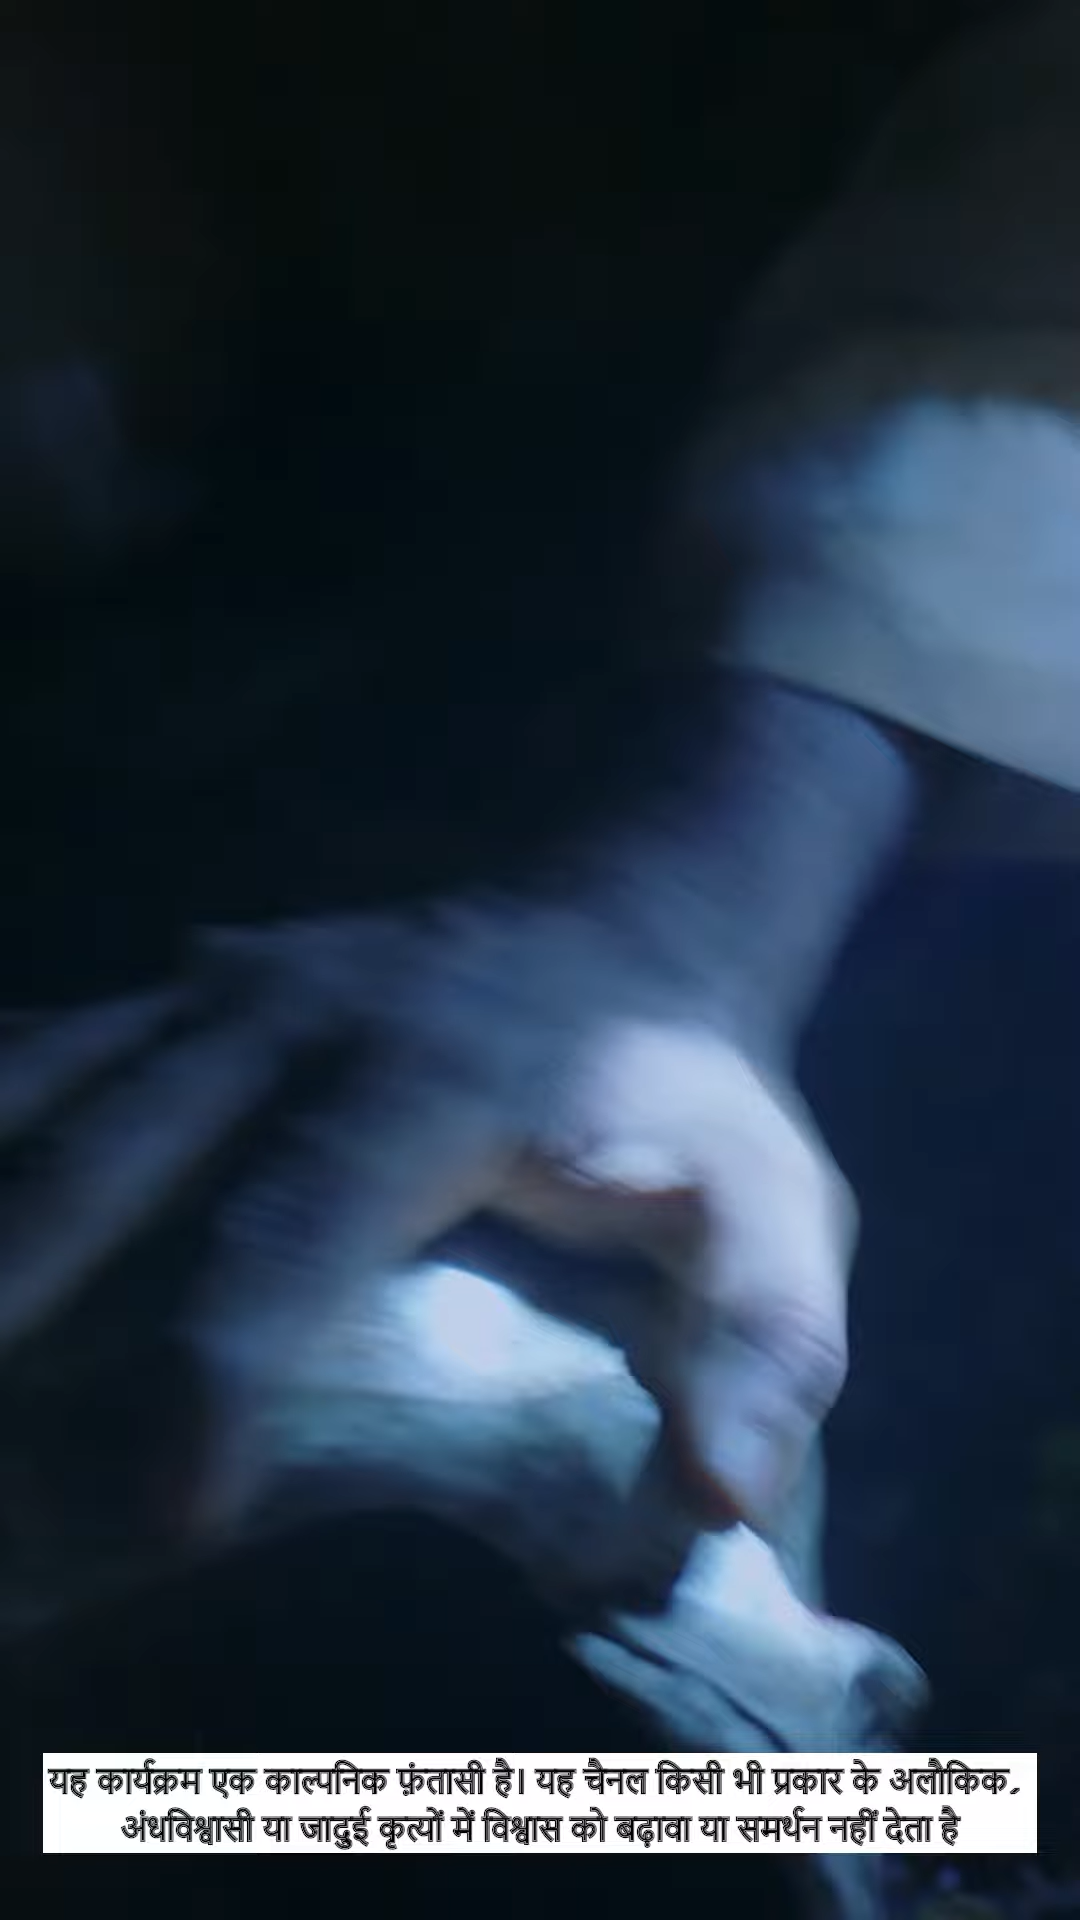 यह कार्यक्रम एक काल्पनिक फ़ंतासी है। यह चैनल किसी भी प्रकार के अलौकिक,
अंधविश्वासी या जादुई कृत्यों में विश्वास को बढ़ावा या समर्थन नहीं देता है